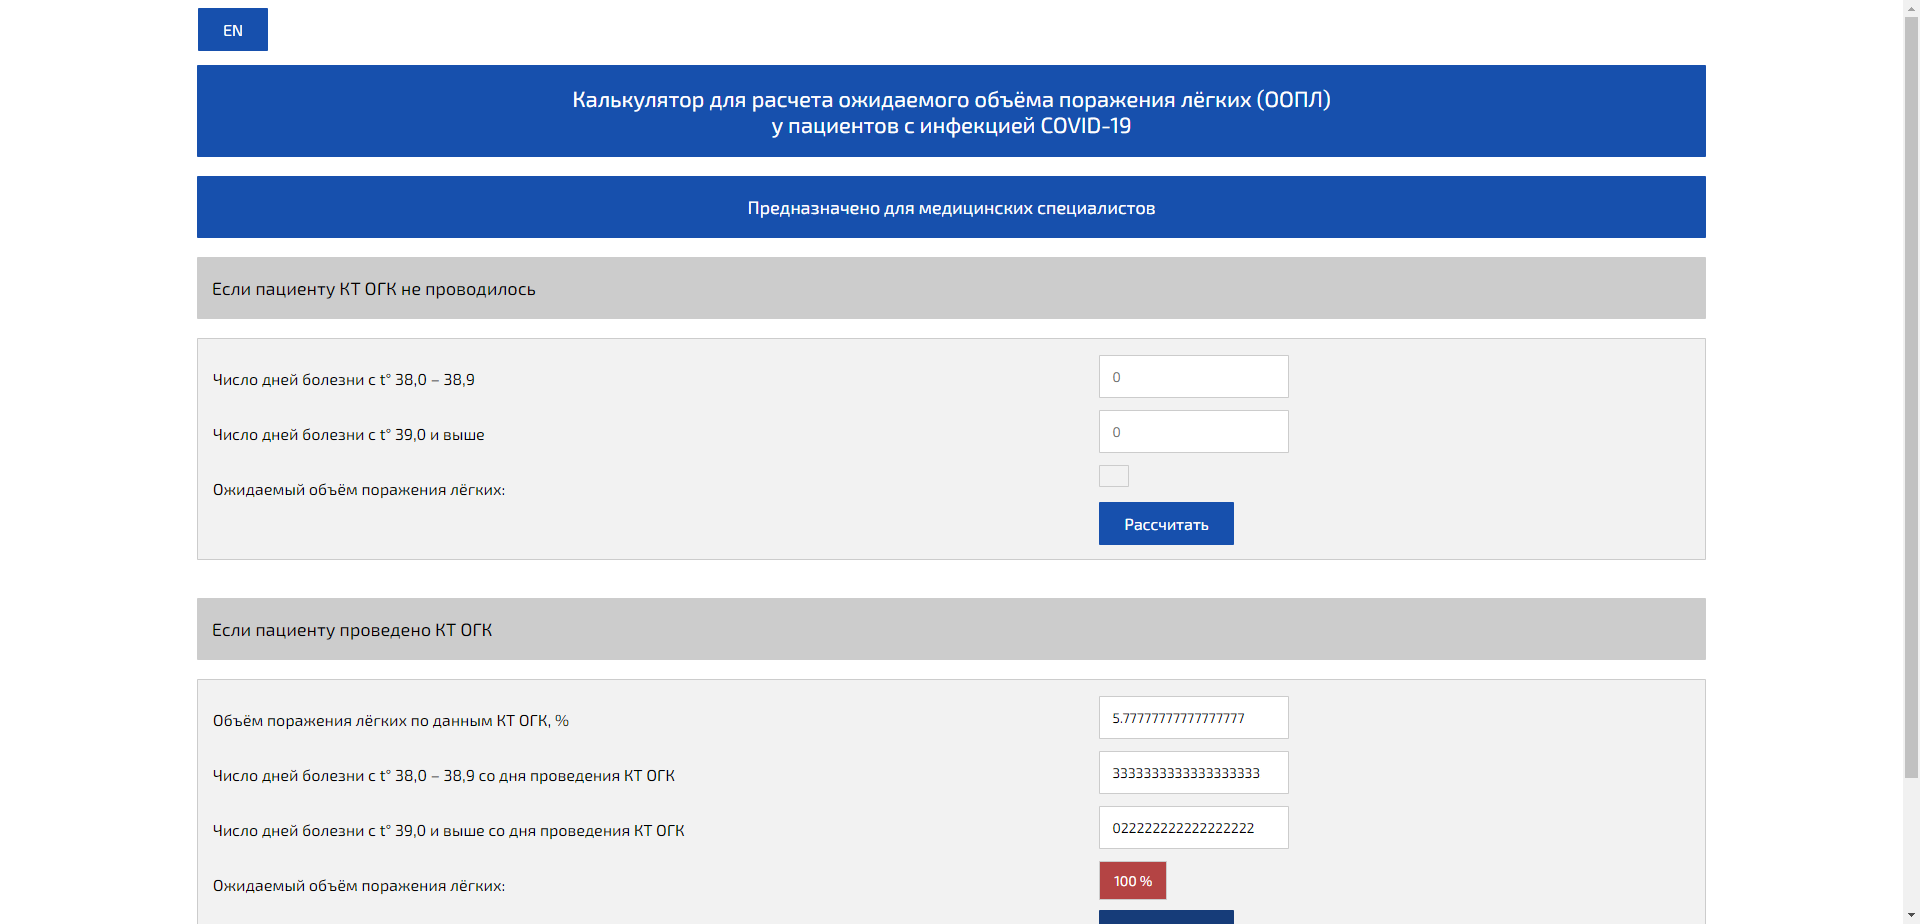 EN
Калькулятор для расчета ожидаемого объёма поражения лёгких (ООПЛ)
у пациентов с инфекцией COVID-19
Предназначено для медицинских специалистов
Если пациенту КТ ОГК не проводилось
Число дней болезни с t° 38,0 – 38,9
0
Число дней болезни с t° 39,0 и выше
0
Ожидаемый объём поражения лёгких:
Рассчитать
Если пациенту проведено КТ ОГК
Объём поражения лёгких по данным КТ ОГК, %
5.77777777777777777
Число дней болезни с t° 38,0 – 38,9 со дня проведения КТ ОГК
3333333333333333333
Число дней болезни с t° 39,0 и выше со дня проведения КТ ОГК
022222222222222222
Ожидаемый объём поражения лёгких:
100 %